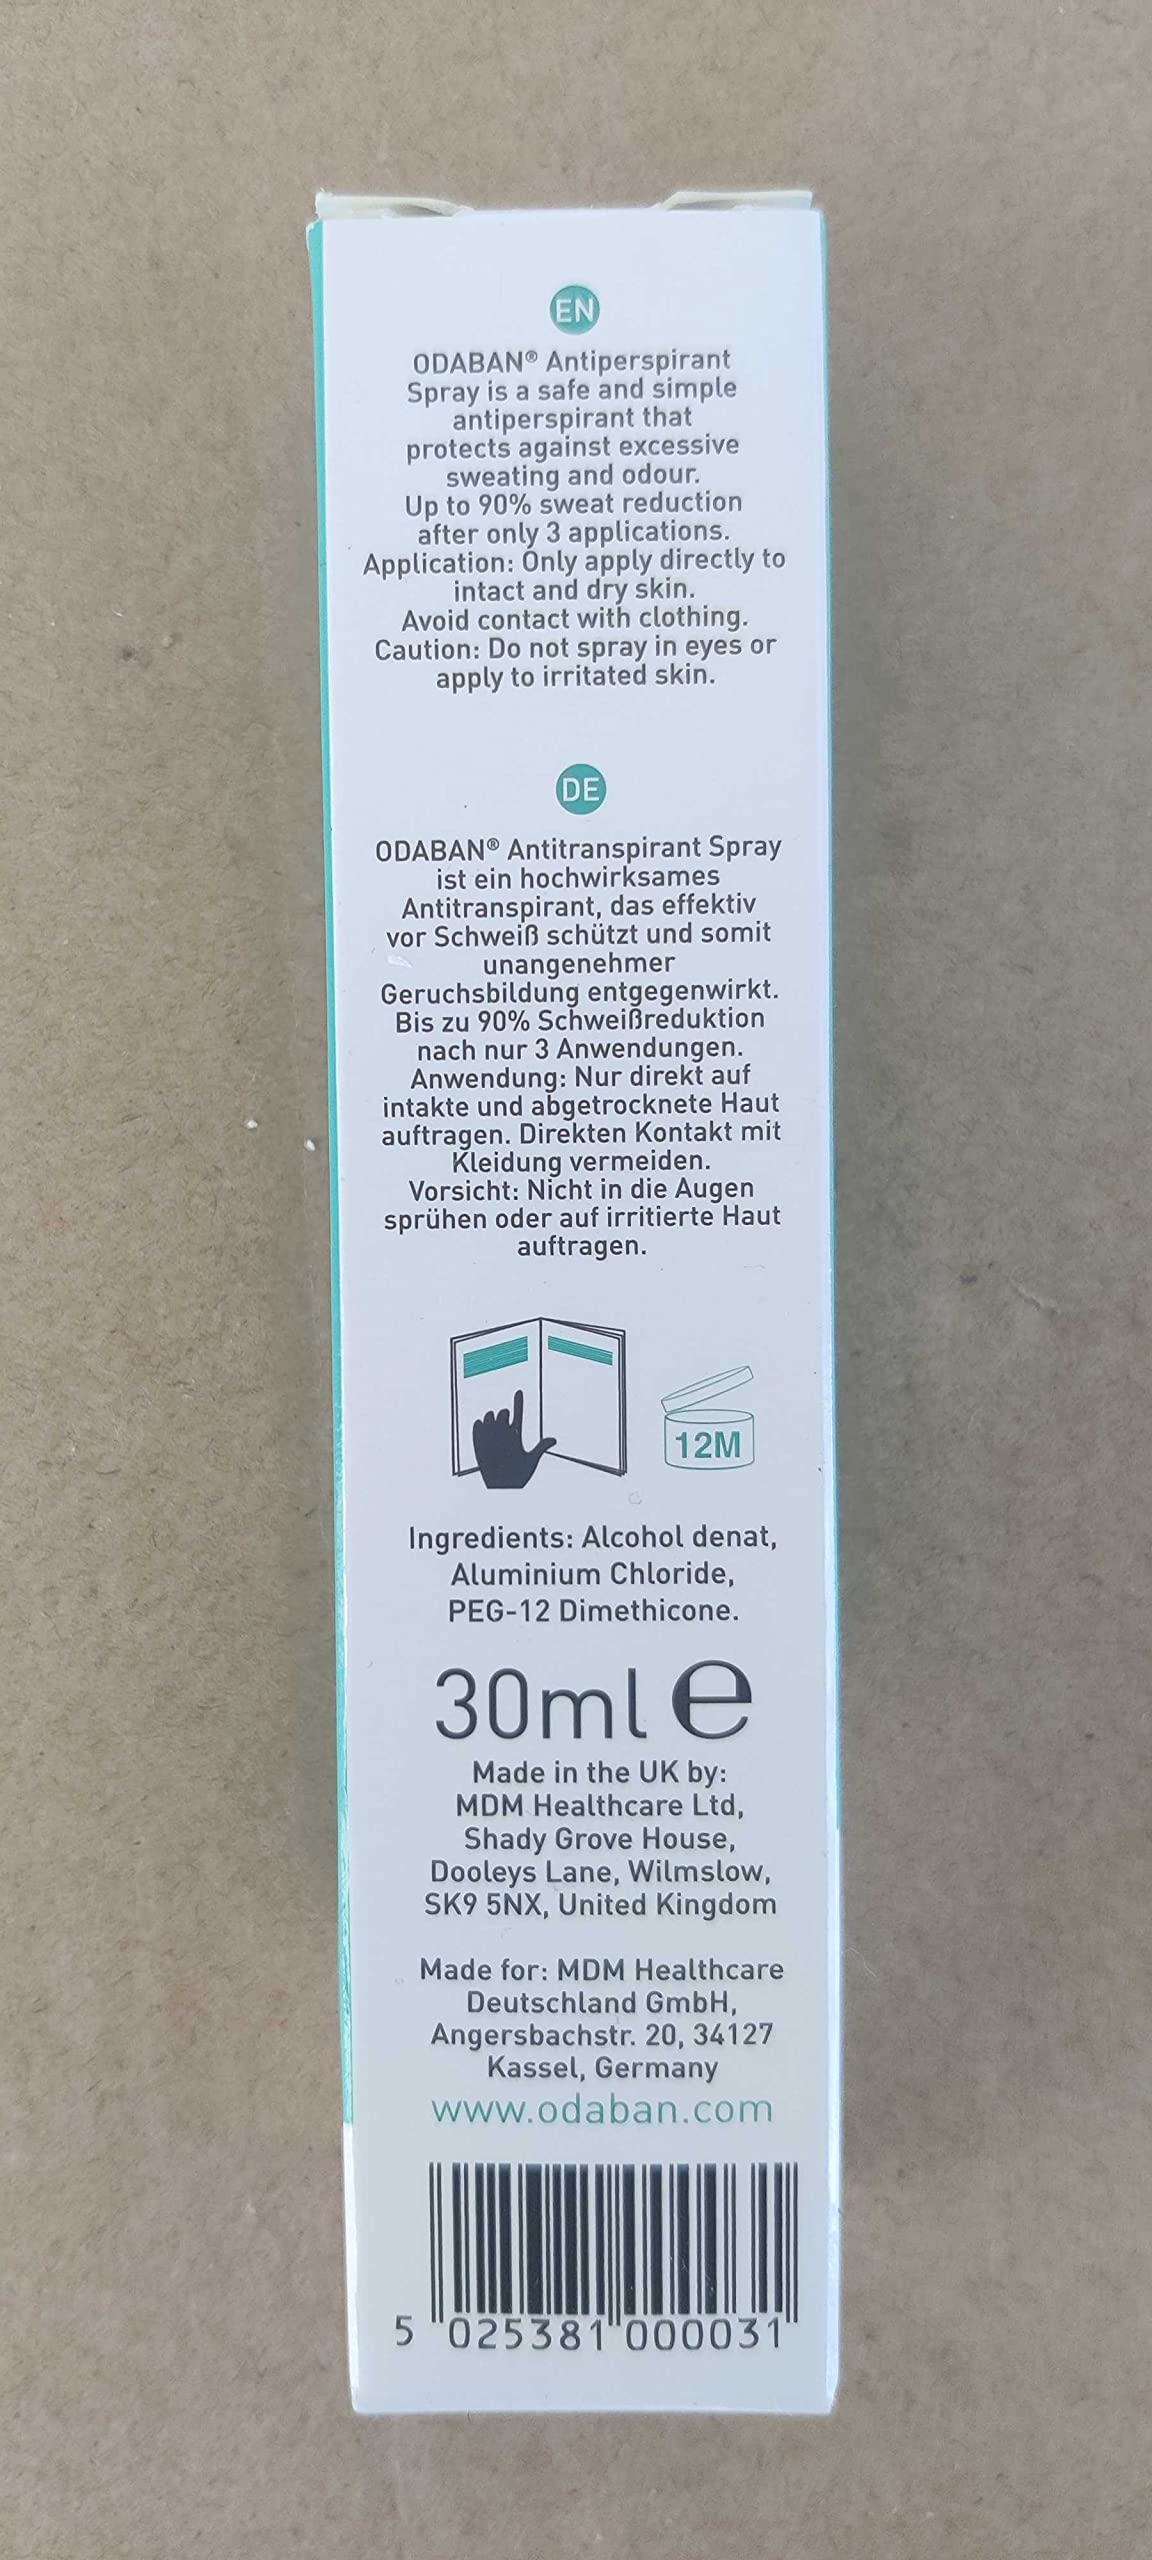 EN
ODABAN® Antiperspirant
Spray is a safe and simple
antiperspirant that
protects against excessive
sweating and odour.
Up to 90% sweat reduction
after only 3 applications.
Application: Only apply directly to
intact and dry skin.
Avoid contact with clothing.
Caution: Do not spray in eyes or
apply to irritated skin.
DE
ODABAN® Antitranspirant Spray
ist ein hochwirksames
Antitranspirant, das effektiv
vor Schweiß schützt und somit
unangenehmer
Geruchsbildung entgegenwirkt.
Bis zu 90% Schweißreduktion
nach nur 3 Anwendungen.
Anwendung: Nur direkt auf
intakte und abgetrocknete Haut
auftragen. Direkten Kontakt mit
Kleidung vermeiden.
Vorsicht: Nicht in die Augen
sprühen oder auf irritierte Haut
auftragen.
12M
Ingredients: Alcohol denat,
Aluminium Chloride,
PEG-12 Dimethicone.
30ml e
Made in the UK by:
MDM Healthcare Ltd,
Shady Grove House,
Dooleys Lane, Wilmslow,
SK9 5NX, United Kingdom
Made for: MDM Healthcare
Deutschland GmbH,
Angersbachstr. 20, 34127
Kassel, Germany
www.odaban.com
5 025381 000031